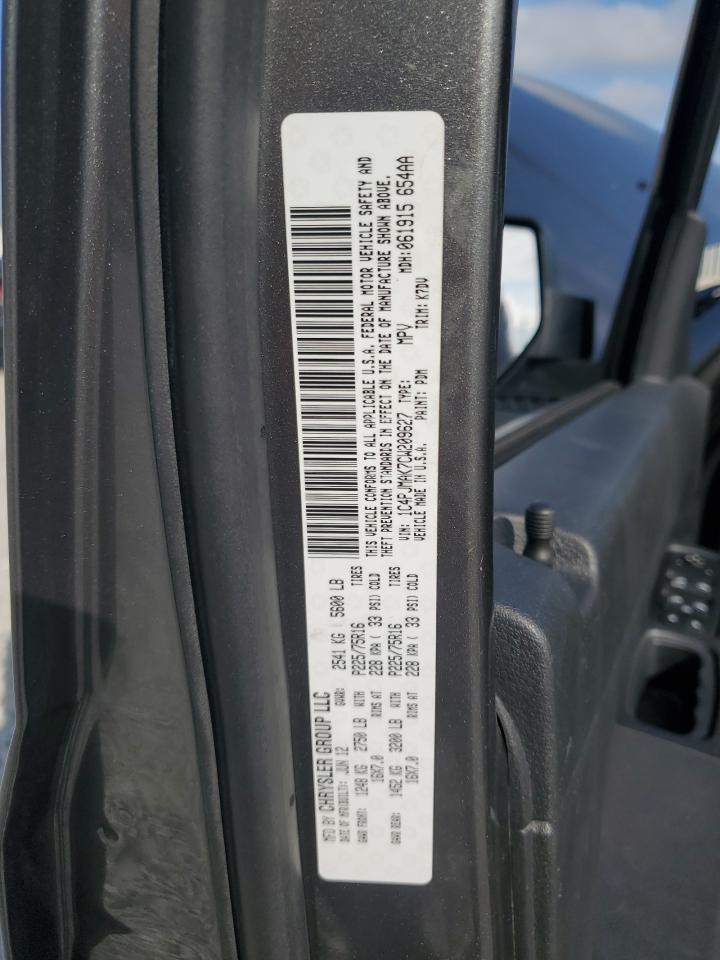 MFD BY CHRYSLER GROUP LLC
DATE OF MFR(BUILT): JUN 12 GVWR: 2541 KG ( 5600 LB
GAWR FRONT: 1248 KG 2750 LB WITH P225/75R16 TIRES
16X7.0 RIMS AT 228 KPA ( 33 PSI) COLD
GAWR REAR: 1452 KG 3200 LB WITH P225/75R16 TIRES
16X7.0 RIMS AT 228 KPA ( 33 PSI) COLD
THIS VEHICLE CONFORMS TO ALL APPLICABLE U.S.A. FEDERAL MOTOR VEHICLE SAFETY AND
THEFT PREVENTION STANDARDS IN EFFECT ON THE DATE OF MANUFACTURE SHOWN ABOVE.
VIN: 1C4PJMAK7CW209627 TYPE: MPV MDH:061915 654AA
VEHICLE MADE IN U.S.A. PAINT: PDM TRIM: K7DV